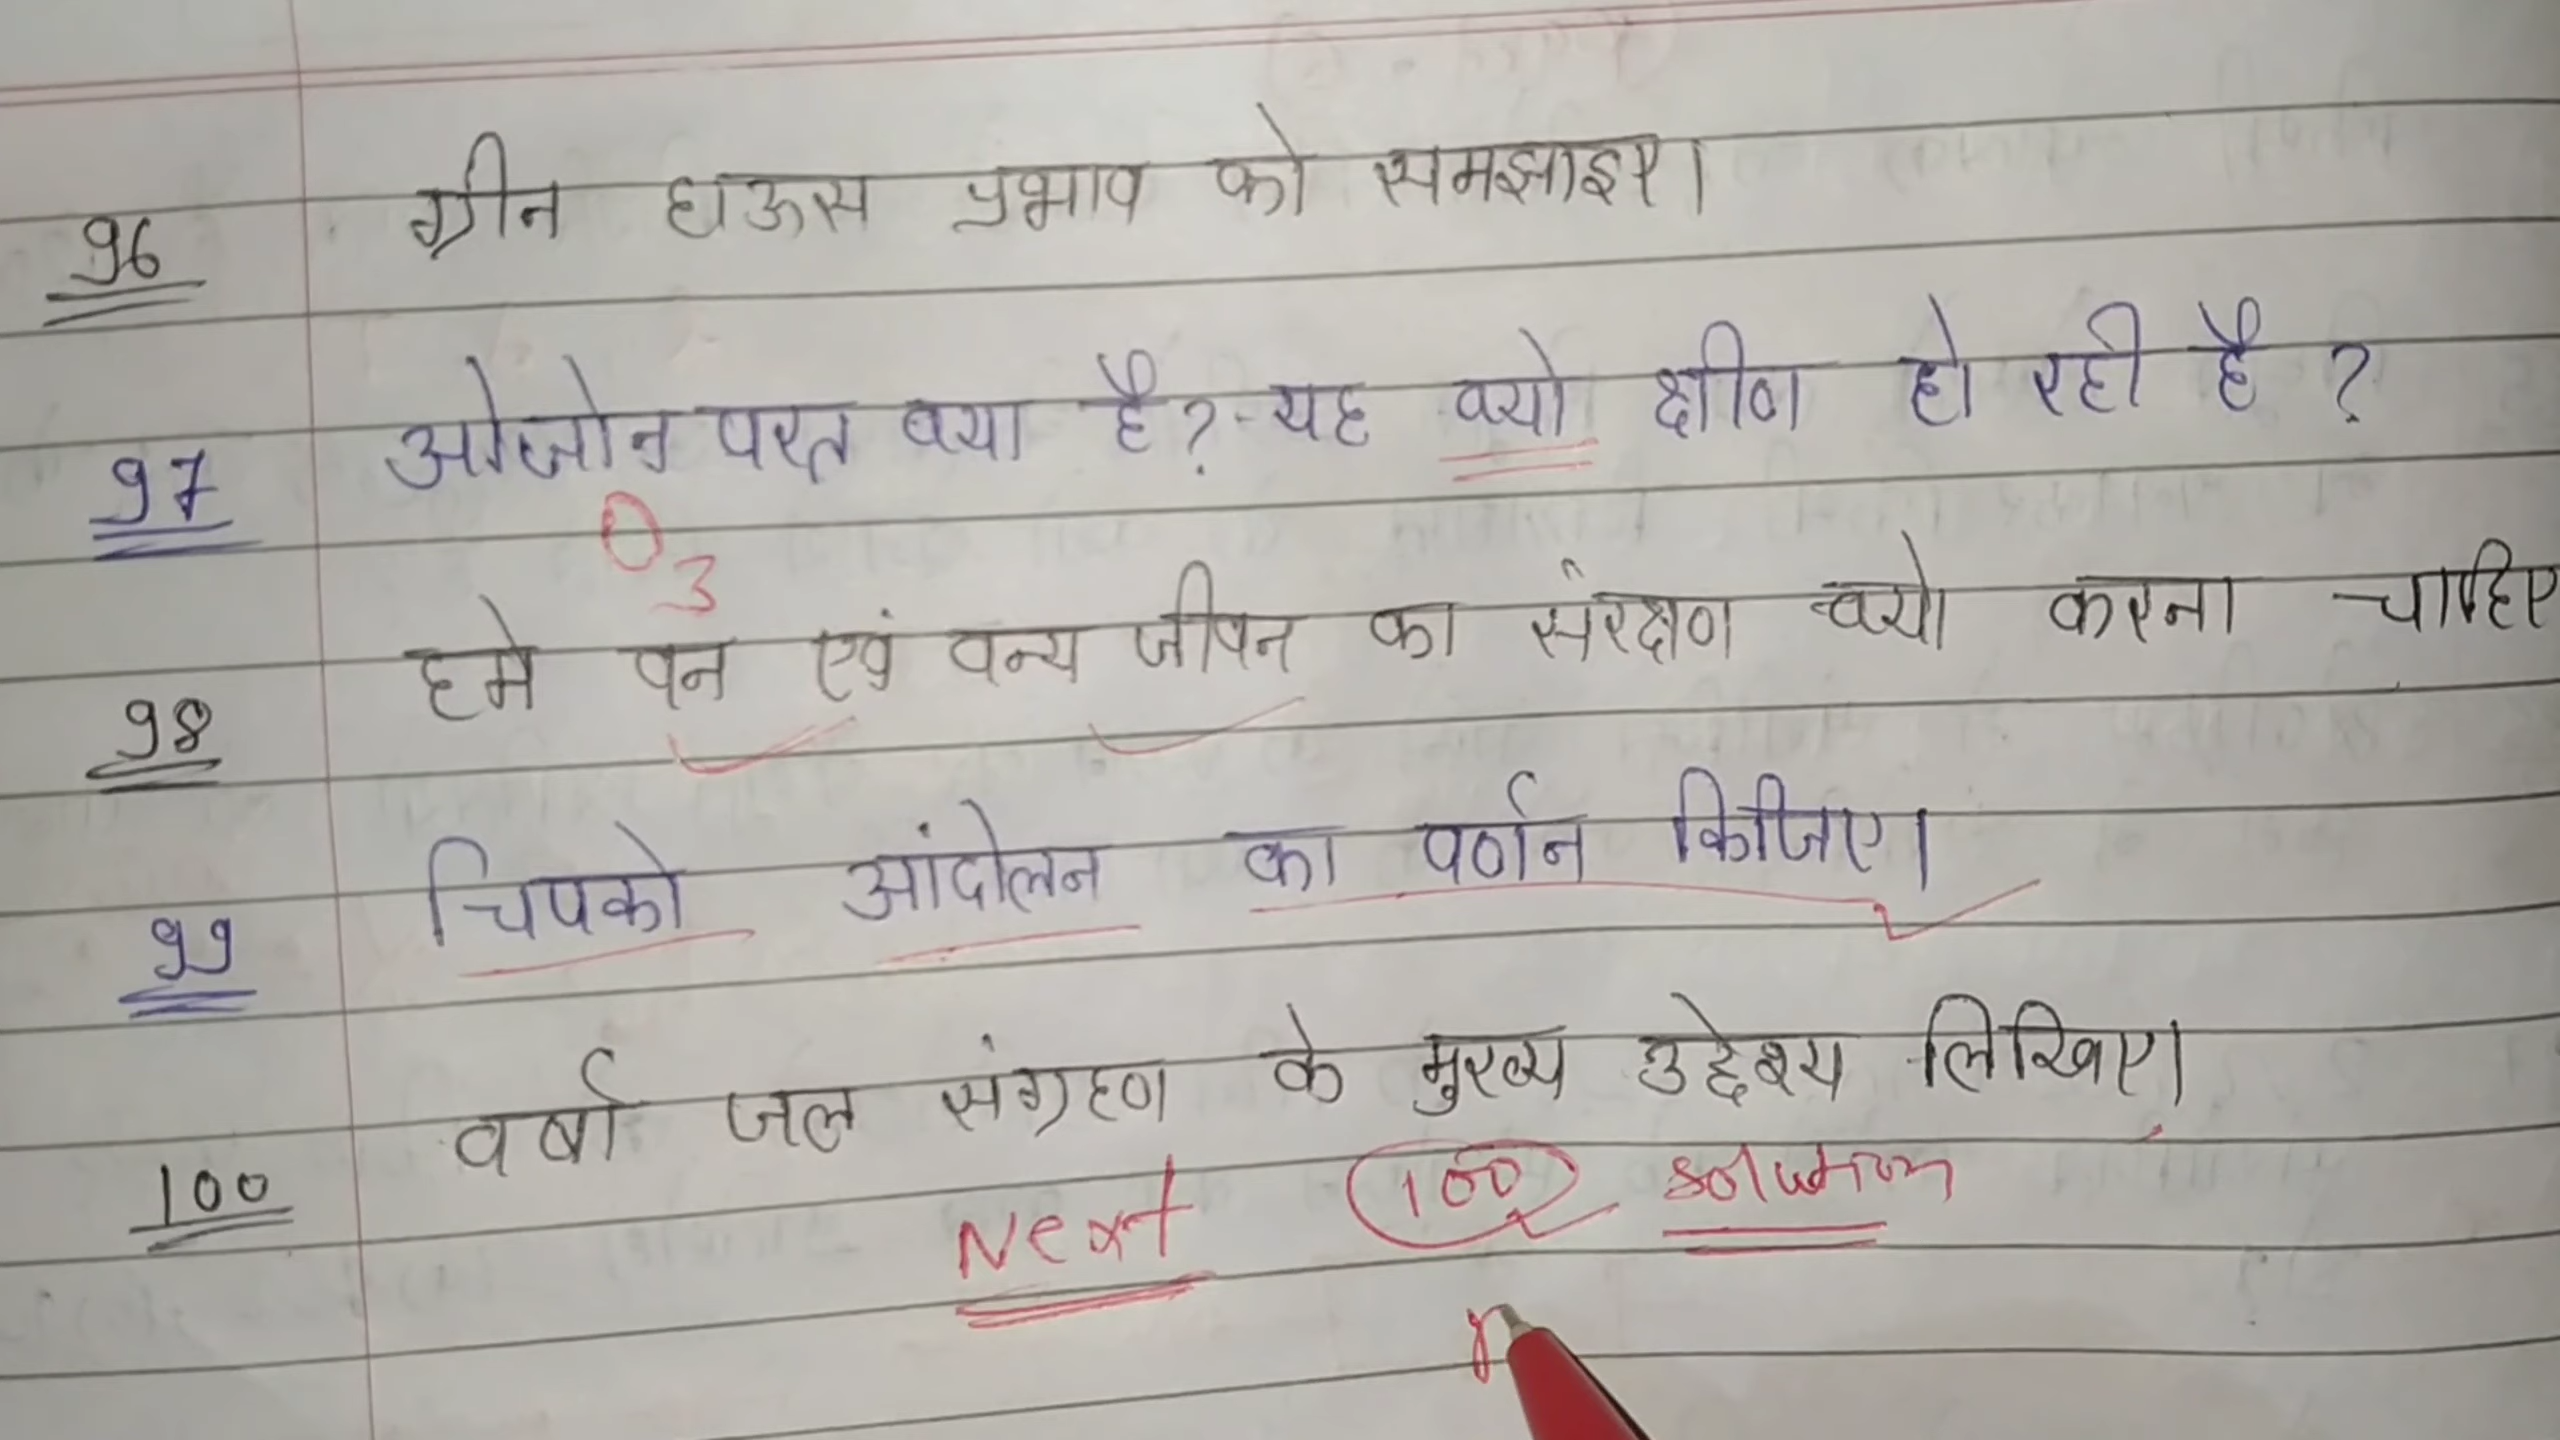 96 ग्रीन हाऊस प्रभाव को समझाइए।
97 ओजोन परत क्या है? यह क्यो क्षीण हो रही है ?
O3
98 हमे वन एवं वन्य जीवन का संरक्षण क्यो करना चाहिए
99 चिपको आंदोलन का वर्णन किजिए।
100 वर्षा जल संग्रहण के मुख्य उद्देश्य लिखिए।
Next 100 solution